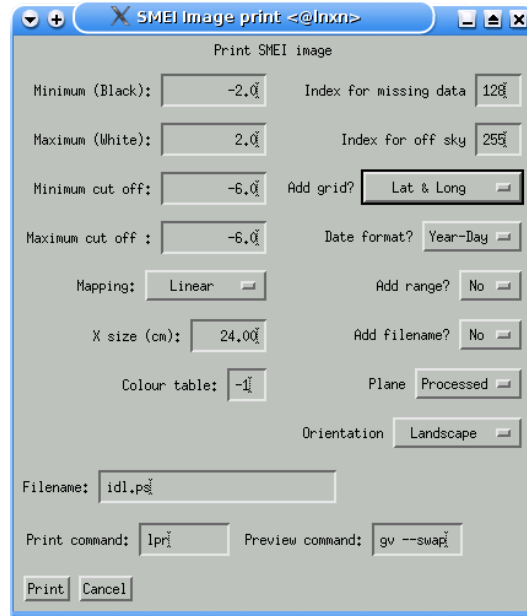 SMEI Image print <@lnxn>
Print SMEI image
Minimum (Black): -2.0 Index for missing data 128
Maximum (White): 2.0 Index for off sky 255
Minimum cut off: -6.0 Add grid? Lat & Long
Maximum cut off : -6.0 Date format? Year-Day
Mapping: Linear Add range? No
X size (cm): 24.00 Add filename? No
Colour table: -1 Plane Processed
Orientation Landscape
Filename: idl.ps
Print command: lpr Preview command: gv --swap
Print Cancel